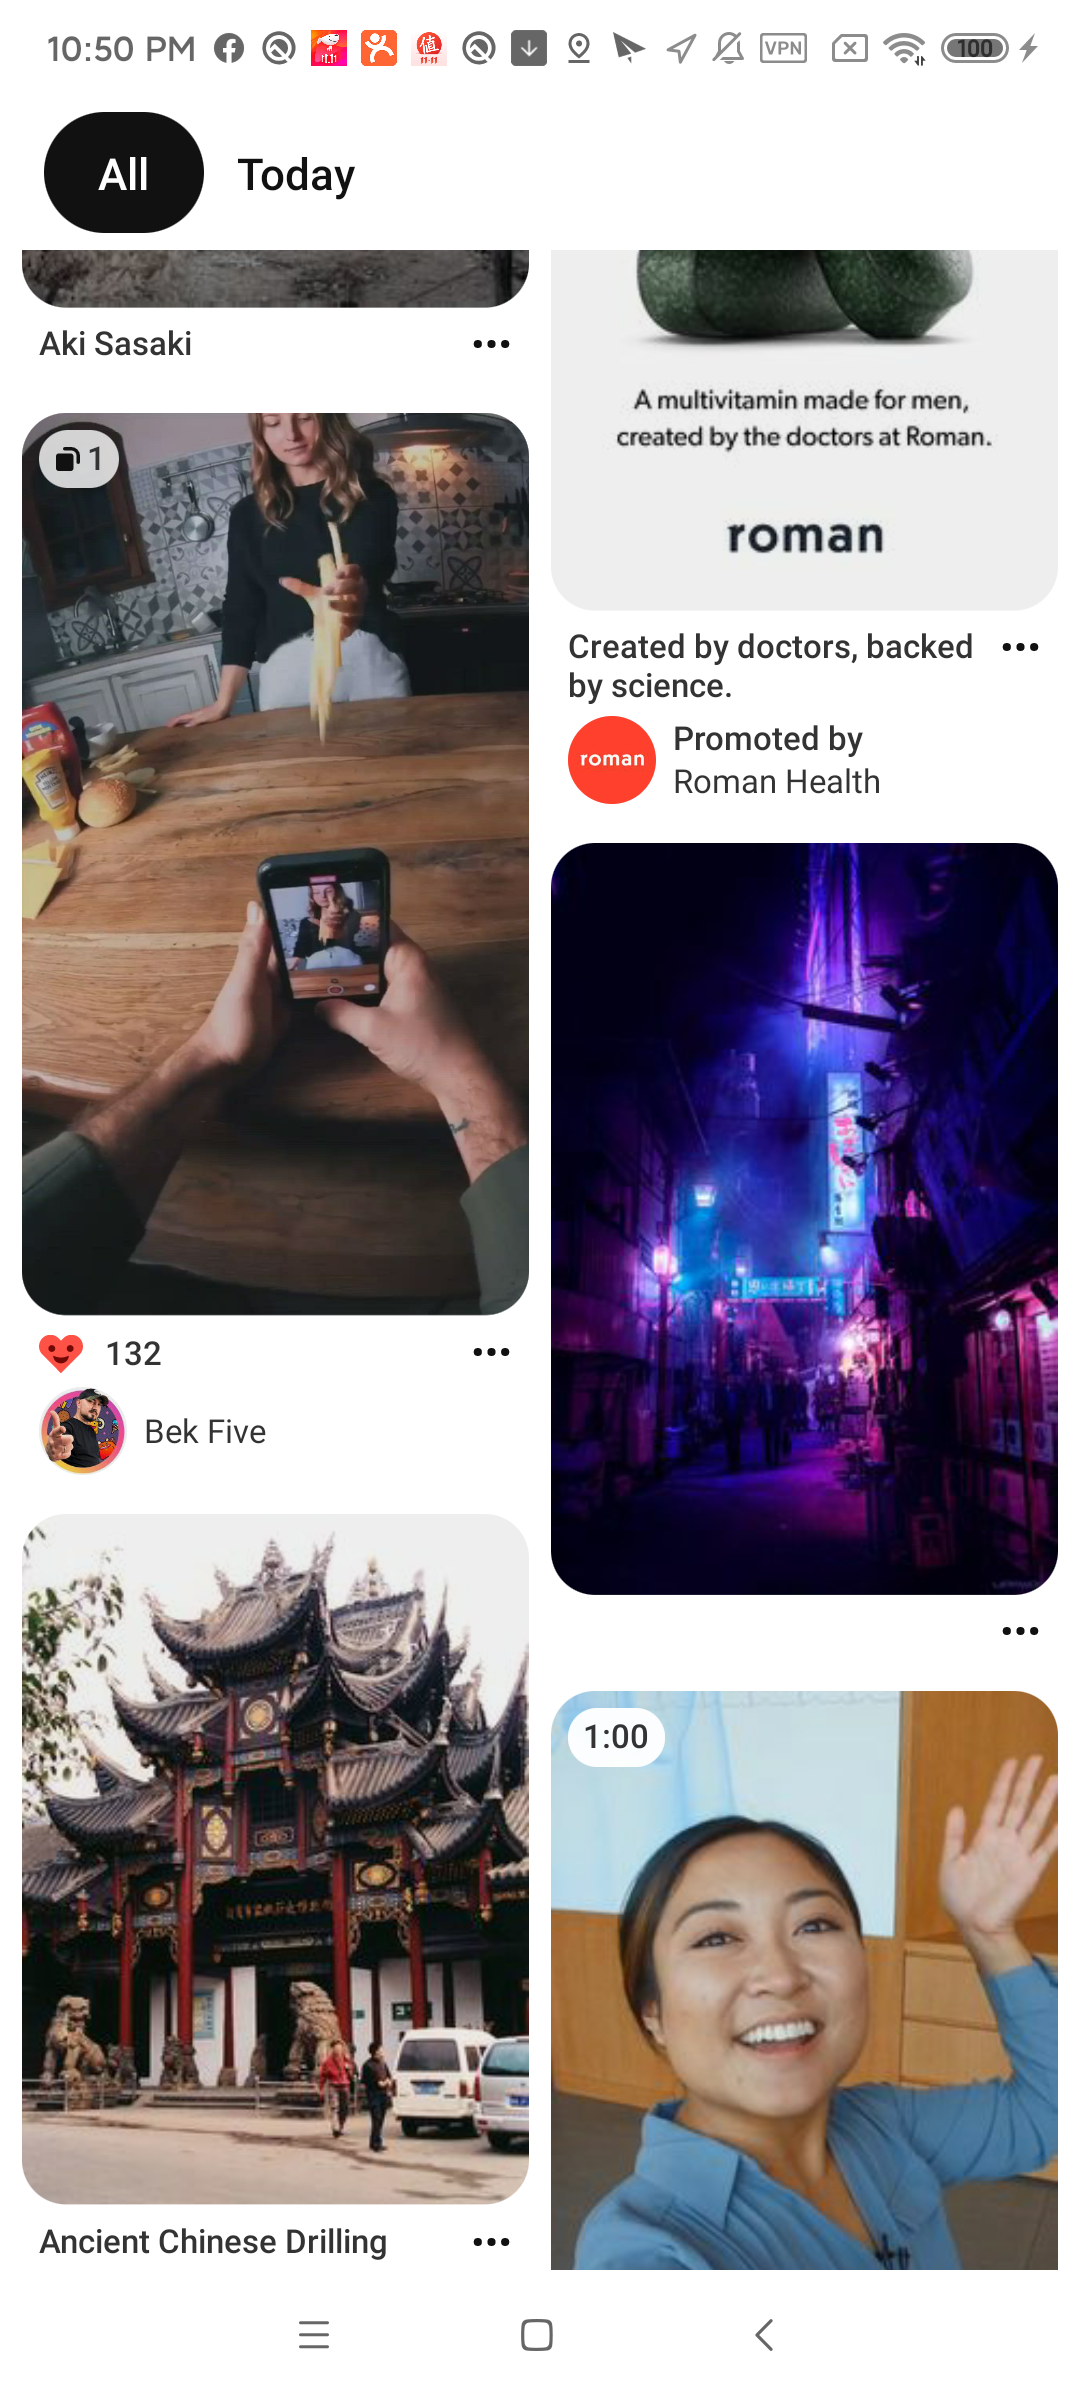 10:50 PM
VPN
100
All
Today
Aki Sasaki
A multivitamin made for men,
created by the doctors at Roman.
roman
Created by doctors, backed
by science.
roman
Promoted by
Roman Health
1
132
Bek Five
1:00
Ancient Chinese Drilling